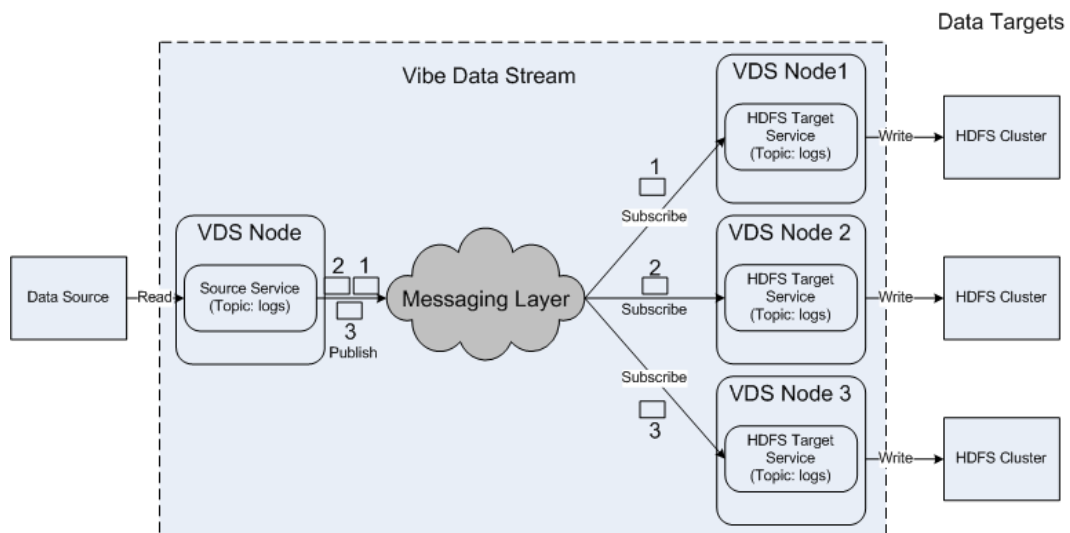 Data Targets
Vibe Data Stream
VDS Node1
HDFS Target
Service
(Topic: logs)
Write
HDFS Cluster
1
Subscribe
VDS Node
Source Service
(Topic: logs)
Data Source
Read
2 1
3
Publish
Messaging Layer
2
Subscribe
VDS Node 2
HDFS Target
Service
(Topic: logs)
Write
HDFS Cluster
Subscribe
3
VDS Node 3
HDFS Target
Service
(Topic: logs)
Write
HDFS Cluster